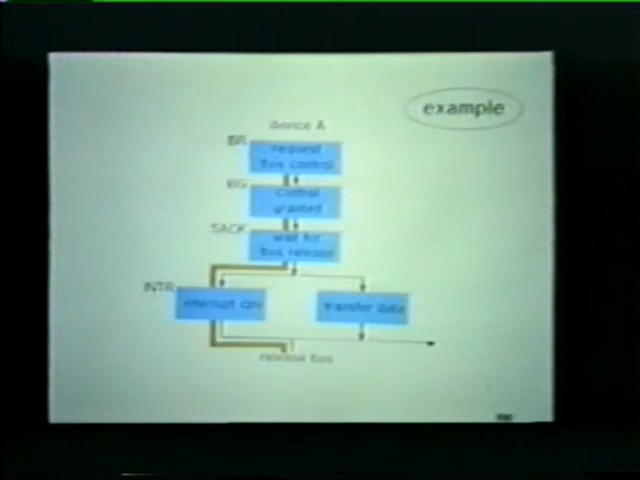 example
device A
BR
request
bus control
BG
control
granted
SACK
wait for
bus release
INTR
interrupt cpu
transfer data
release bus